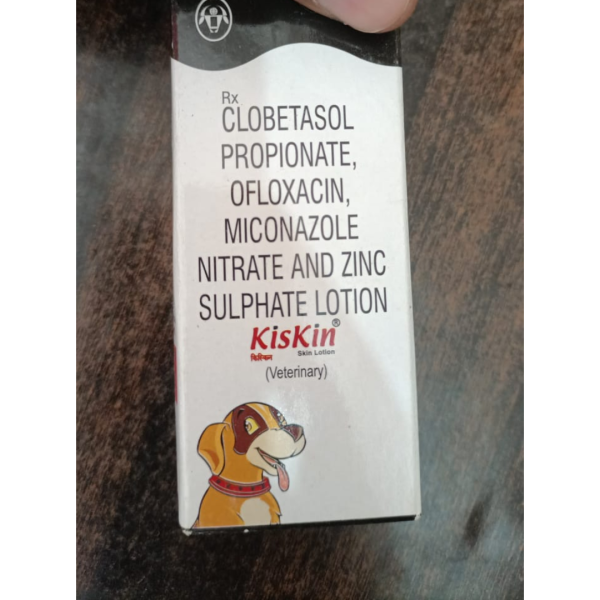 Rx
CLOBETASOL
PROPIONATE,
OFLOXACIN,
MICONAZOLE
NITRATE AND ZINC
SULPHATE LOTION
KisKin®
किस्किन Skin Lotion
(Veterinary)